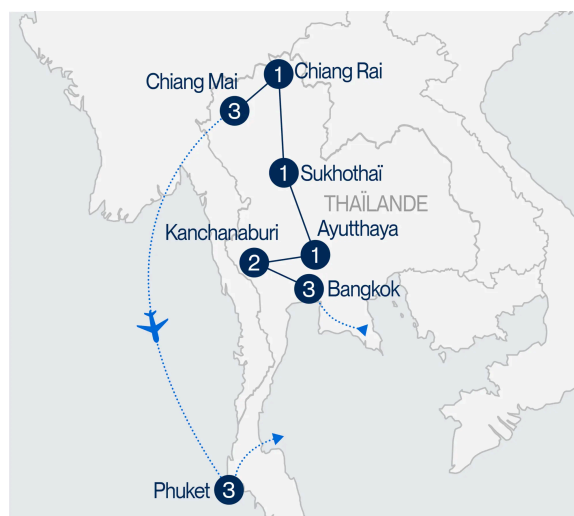 Chiang Mai
3
1
Chiang Rai
1
Sukhothaï
THAÏLANDE
Kanchanaburi
2
Ayutthaya
1
3
Bangkok
Phuket
3